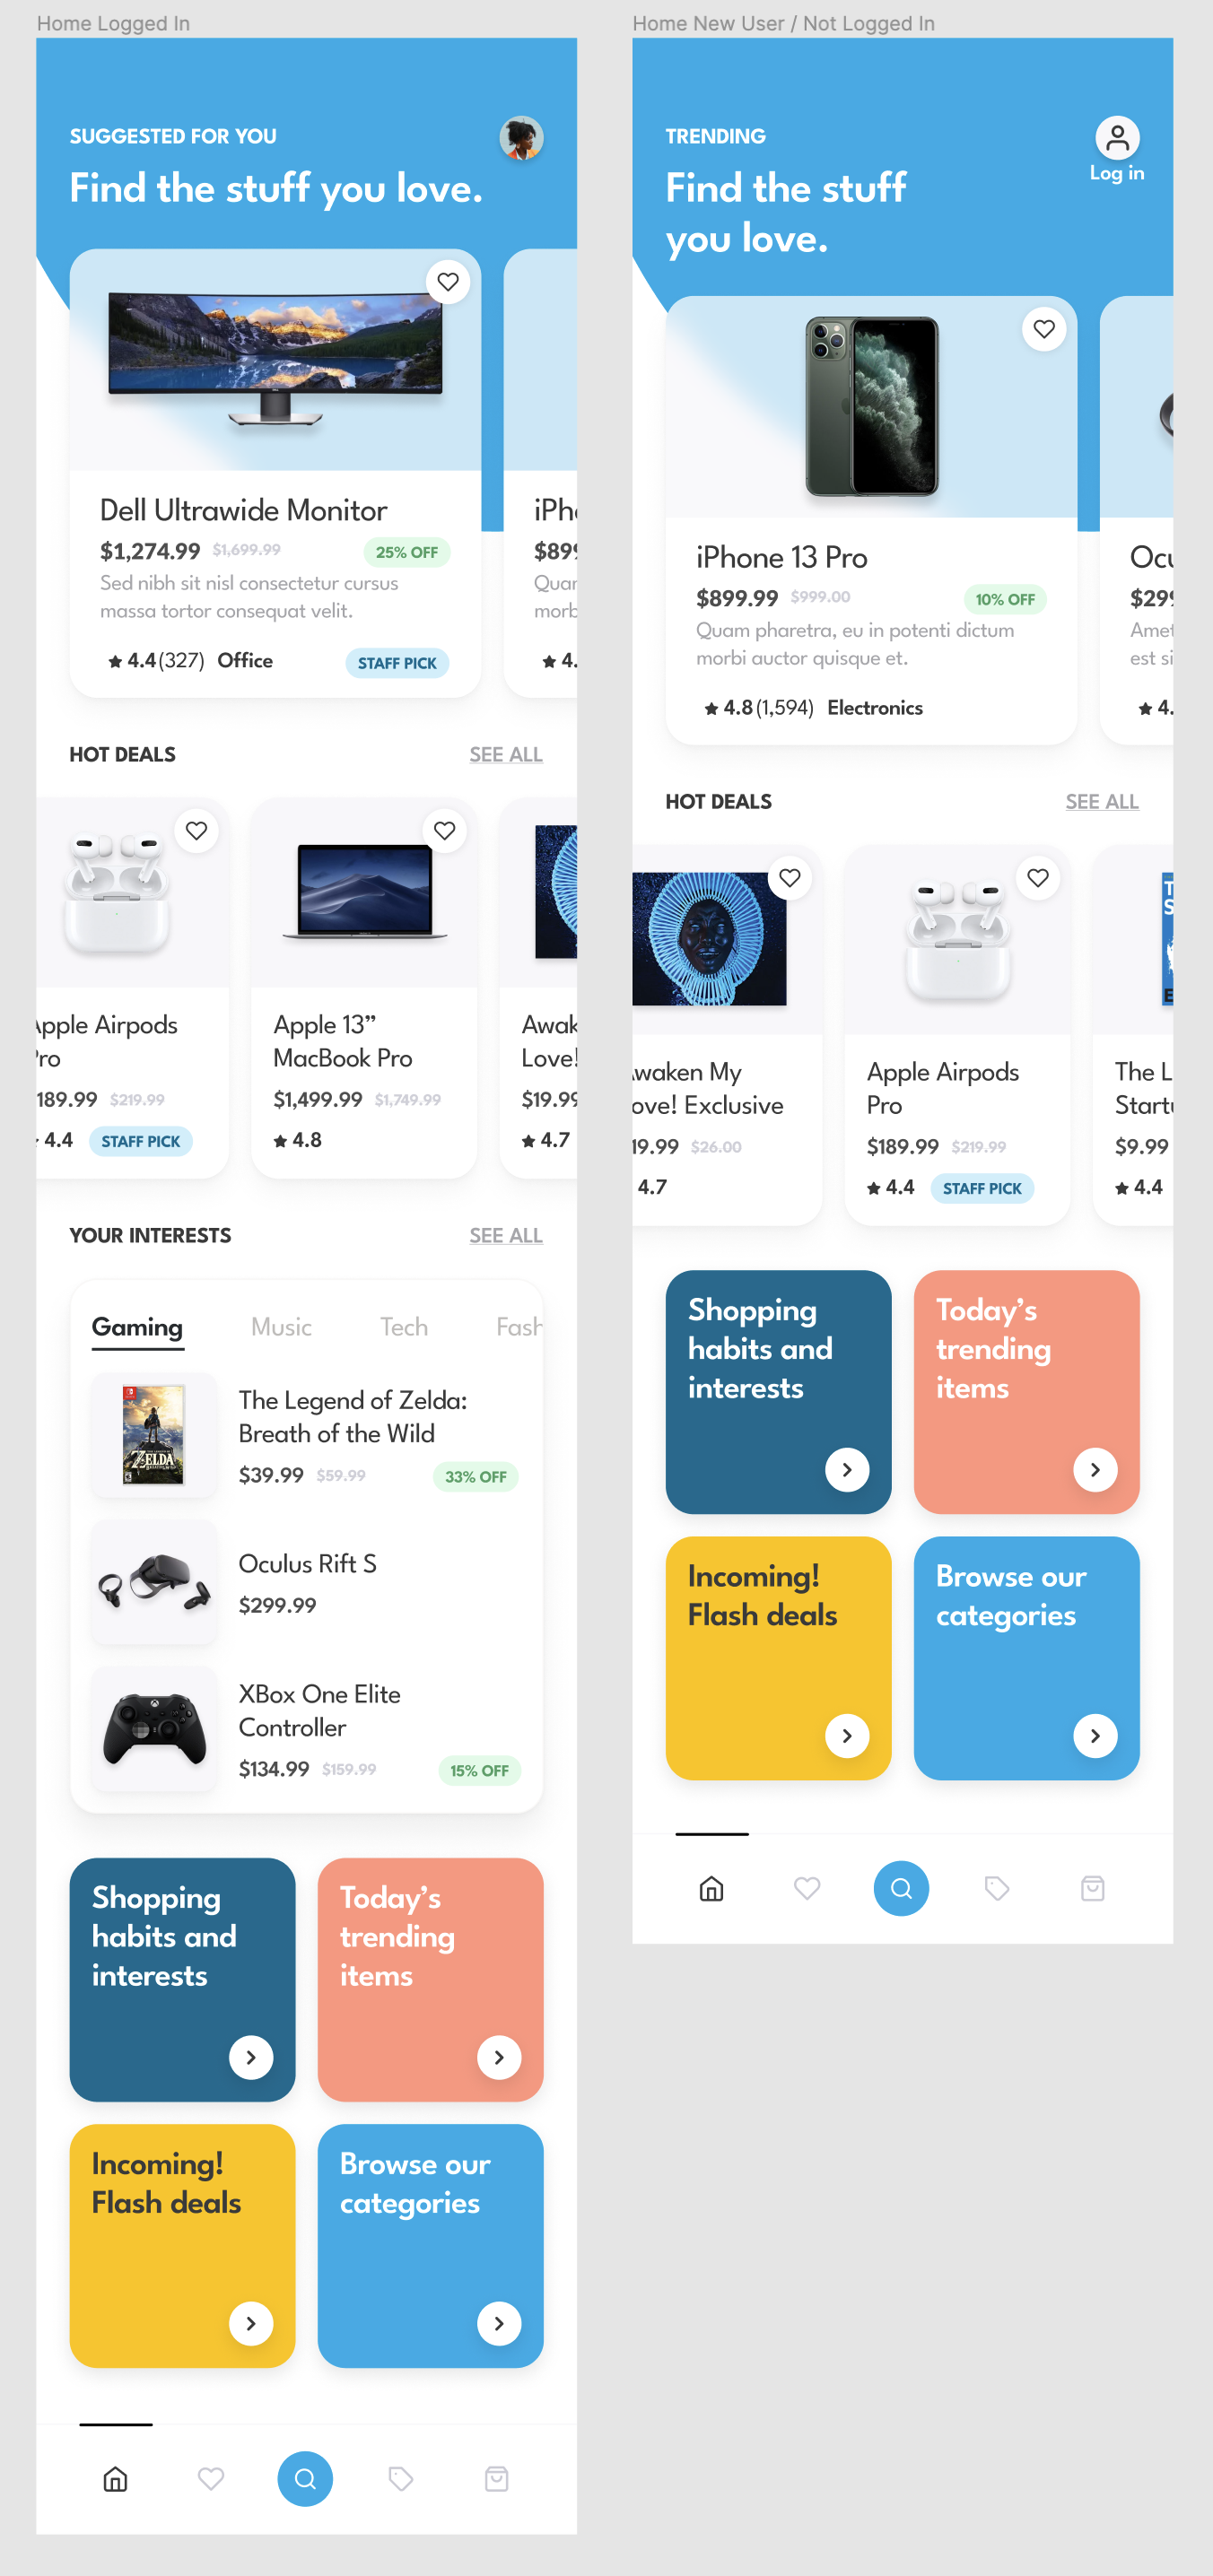 Home Logged In
SUGGESTED FOR YOU
Find the stuff you love.
Dell Ultrawide Monitor
iPh
$1,274.99 $1,699.99 25% OFF
$899
Sed nibh sit nisl consectetur cursus
massa tortor consequat velit.
Quar
morb
4.4 (327) Office STAFF PICK
4.
HOT DEALS SEE ALL
Apple Airpods
Pro
189.99 $219.99
4.4 STAFF PICK
Apple 13”
MacBook Pro
$1,499.99 $1,749.99
4.8
Awak
Love!
$19.99
4.7
YOUR INTERESTS SEE ALL
Gaming Music Tech Fash
ZELDA
The Legend of Zelda:
Breath of the Wild
$39.99 $59.99 33% OFF
Oculus Rift S
$299.99
XBox One Elite
Controller
$134.99 $159.99 15% OFF
Shopping
habits and
interests
Today’s
trending
items
Incoming!
Flash deals
Browse our
categories
Home New User / Not Logged In
TRENDING
Log in
Find the stuff
you love.
iPhone 13 Pro
$899.99 $999.00 10% OFF
Quam pharetra, eu in potenti dictum
morbi auctor quisque et.
4.8 (1,594) Electronics
Ocu
$299
Amet
est si
4.
HOT DEALS SEE ALL
Awaken My
ove! Exclusive
19.99 $26.00
4.7
Apple Airpods
Pro
$189.99 $219.99
4.4 STAFF PICK
The L
Startu
$9.99
4.4
Shopping
habits and
interests
Today’s
trending
items
Incoming!
Flash deals
Browse our
categories